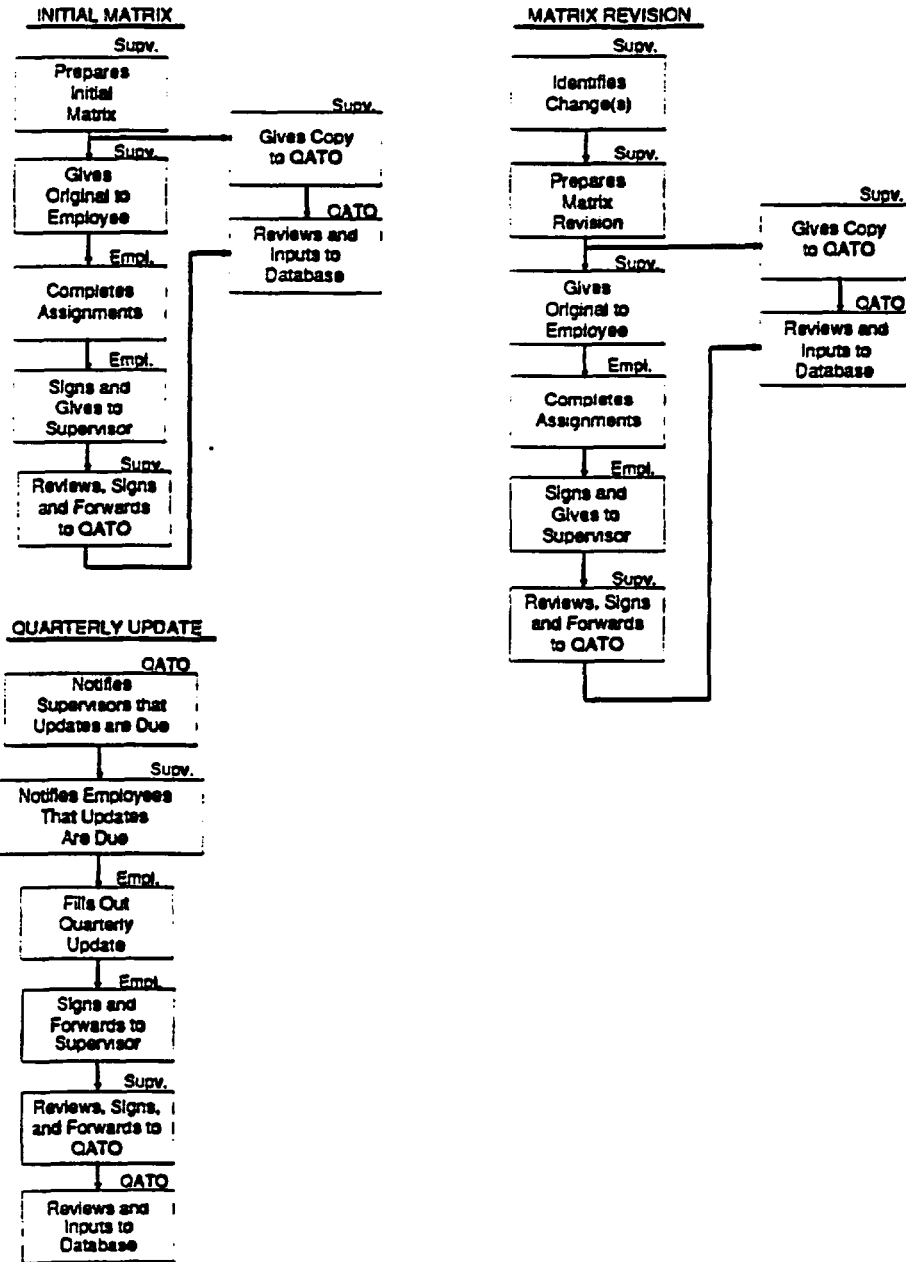 INITIAL MATRIX
Supv.
Prepares
Initial
Matrix
Supv.
Gives Copy
to QATO
Supv.
Gives
Original to
Employee
QATO
Reviews and
Inputs to
Database
Empl.
Completes
Assignments
Empl.
Signs and
Gives to
Supervisor
Supv.
Reviews, Signs
and Forwards
to QATO
MATRIX REVISION
Supv.
Identifies
Change(s)
Supv.
Prepares
Matrix
Revision
Supv.
Gives Copy
to QATO
Supv.
Gives
Original to
Employee
QATO
Reviews and
Inputs to
Database
Empl.
Completes
Assignments
Empl.
Signs and
Gives to
Supervisor
Supv.
Reviews, Signs
and Forwards
to QATO
QUARTERLY UPDATE
QATO
Notifies
Supervisors that
Updates are Due
Supv.
Notifies Employees
That Updates
Are Due
Empl.
Fills Out
Quarterly
Update
Empl.
Signs and
Forwards to
Supervisor
Supv.
Reviews, Signs,
and Forwards to
QATO
QATO
Reviews and
Inputs to
Database